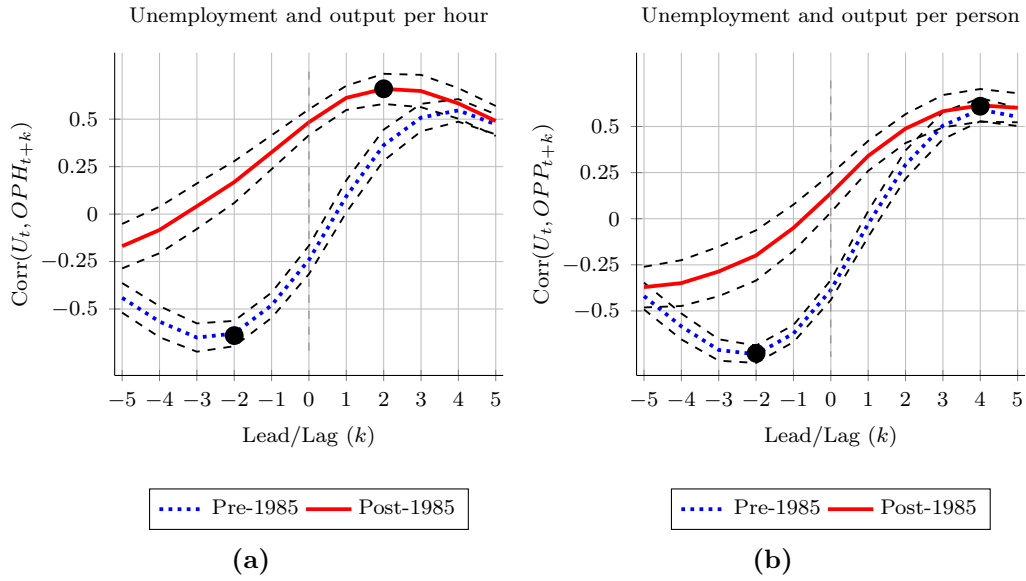 Unemployment and output per hour
Corr(U_t, OPH_{t+k})
0.5
0.25
0
−0.25
−0.5
−5 −4 −3 −2 −1 0 1 2 3 4 5
Lead/Lag (k)
Pre-1985 Post-1985
(a)
Unemployment and output per person
Corr(U_t, OPP_{t+k})
0.5
0.25
0
−0.25
−0.5
−5 −4 −3 −2 −1 0 1 2 3 4 5
Lead/Lag (k)
Pre-1985 Post-1985
(b)